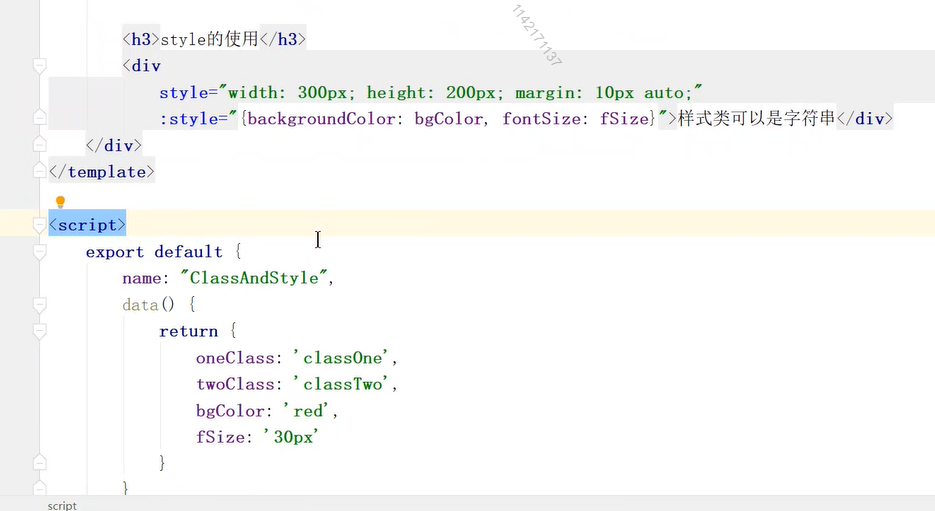 <h3>style的使用</h3>
<div
style="width: 300px; height: 200px; margin: 10px auto;"
:style="{backgroundColor: bgColor, fontSize: fSize}">样式类可以是字符串</div>
</div>
</template>
<script>
export default {
name: "ClassAndStyle",
data() {
return {
oneClass: 'classOne',
twoClass: 'classTwo',
bgColor: 'red',
fSize: '30px'
}
}
script
1142171137